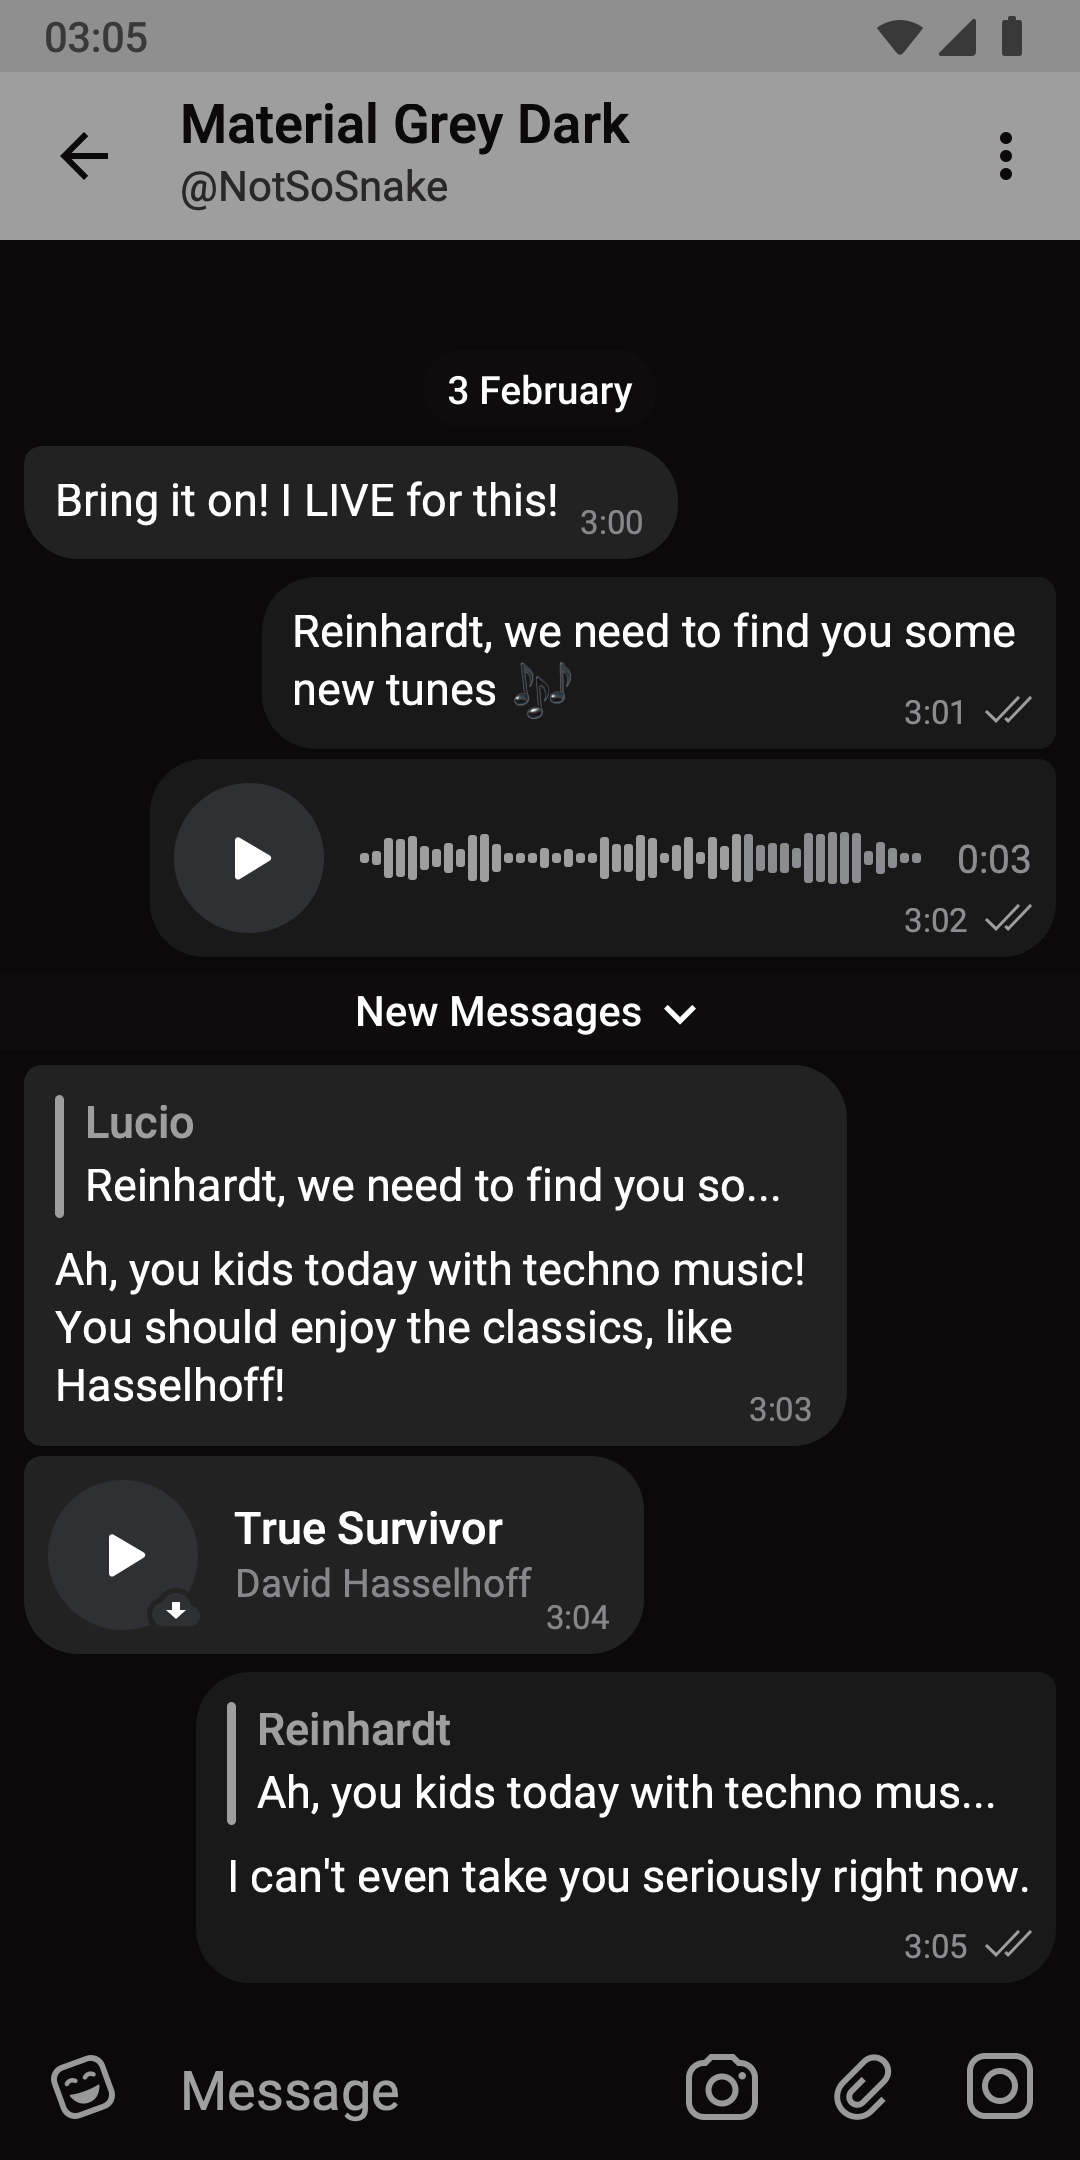 03:05
Material Grey Dark
@NotSoSnake
3 February
Bring it on! I LIVE for this! 3:00
Reinhardt, we need to find you some
new tunes 🎶
3:01
0:03
3:02
New Messages
Lucio
Reinhardt, we need to find you so...
Ah, you kids today with techno music!
You should enjoy the classics, like
Hasselhoff!
3:03
True Survivor
David Hasselhoff
3:04
Reinhardt
Ah, you kids today with techno mus...
I can't even take you seriously right now.
3:05
Message